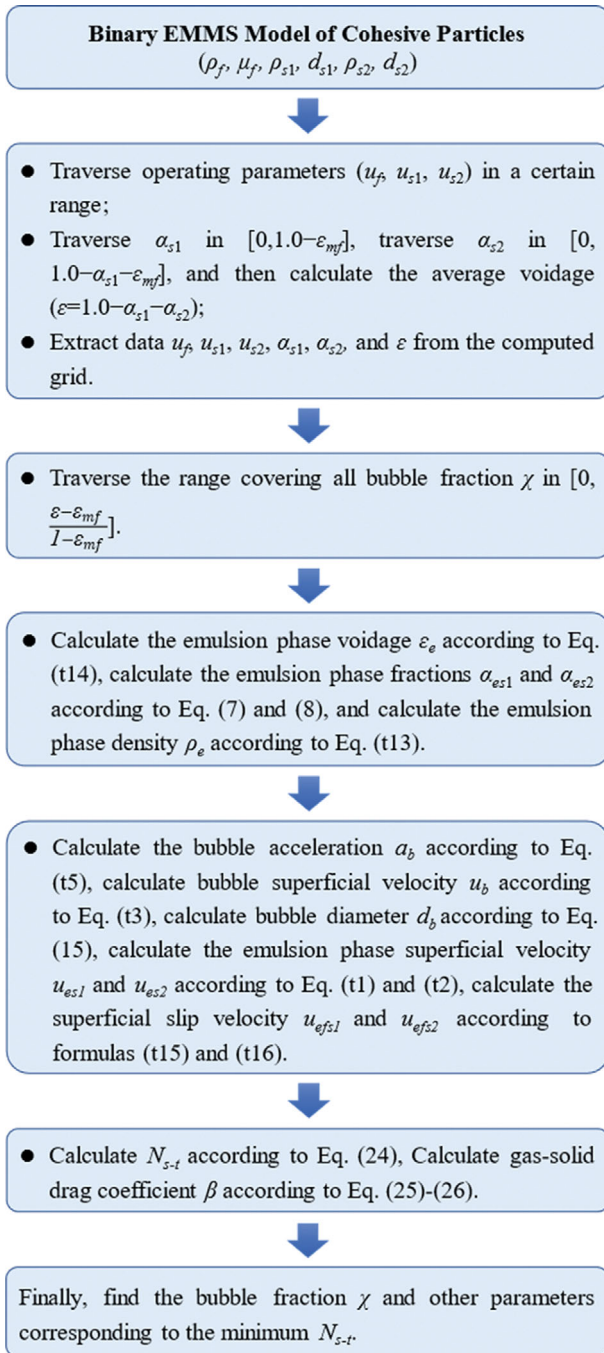 Binary EMMS Model of Cohesive Particles
(ρf, μf, ρs1, ds1, ρs2, ds2)
● Traverse operating parameters (uf, us1, us2) in a certain
range;
● Traverse αs1 in [0,1.0−εmf], traverse αs2 in [0,
1.0−αs1−εmf], and then calculate the average voidage
(ε=1.0−αs1−αs2);
● Extract data uf, us1, us2, αs1, αs2, and ε from the computed
grid.
● Traverse the range covering all bubble fraction χ in [0,
ε−εmf
1−εmf].
● Calculate the emulsion phase voidage εe according to Eq.
(t14), calculate the emulsion phase fractions αes1 and αes2
according to Eq. (7) and (8), and calculate the emulsion
phase density ρe according to Eq. (t13).
● Calculate the bubble acceleration ab according to Eq.
(t5), calculate bubble superficial velocity ub according
to Eq. (t3), calculate bubble diameter db according to Eq.
(15), calculate the emulsion phase superficial velocity
ues1 and ues2 according to Eq. (t1) and (t2), calculate the
superficial slip velocity uefs1 and uefs2 according to
formulas (t15) and (t16).
● Calculate Ns-t according to Eq. (24), Calculate gas-solid
drag coefficient β according to Eq. (25)-(26).
Finally, find the bubble fraction χ and other parameters
corresponding to the minimum Ns-t.